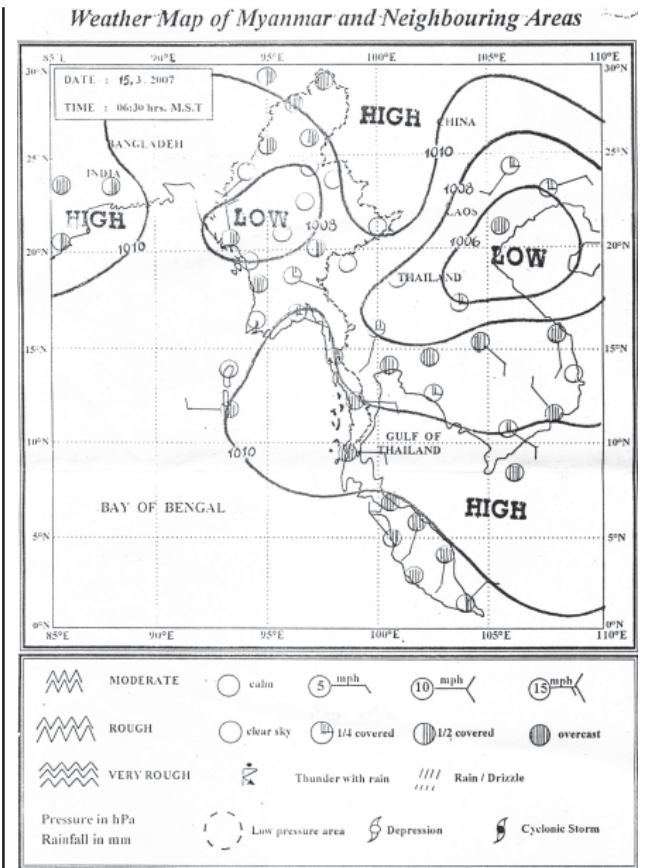 Weather Map of Myanmar and Neighbouring Areas
85°E 90°E 95°E 100°E 105°E 110°E
30°N 30°N
DATE : 15.3.2007
TIME : 06:30 hrs. M.S.T
HIGH
CHINA
BANGLADEH
1010
25°N 25°N
INDIA
1008
LAOS
HIGH
LOW
1008
1010
1006
LOW
20°N 20°N
THAILAND
15°N 15°N
10°N 10°N
1010
GULF OF
THAILAND
BAY OF BENGAL
HIGH
5°N 5°N
0°N 0°N
85°E 90°E 95°E 100°E 105°E 110°E
MODERATE calm 5 mph 10 mph 15 mph
ROUGH clear sky 1/4 covered 1/2 covered overcast
VERY ROUGH Thunder with rain Rain / Drizzle
Pressure in hPa
Rainfall in mm
Low pressure area Depression Cyclonic Storm